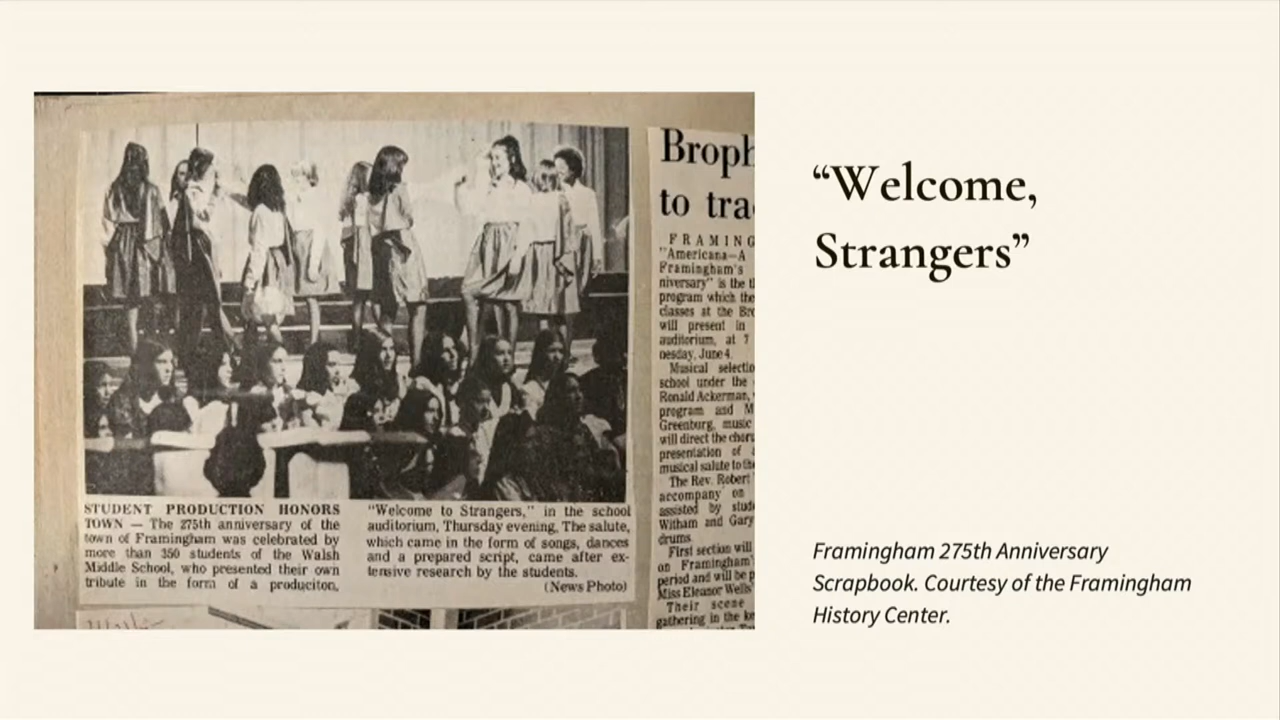 STUDENT PRODUCTION HONORS
TOWN — The 275th anniversary of the
town of Framingham was celebrated by
more than 350 students of the Walsh
Middle School, who presented their own
tribute in the form of a produciton,
"Welcome to Strangers," in the school
auditorium, Thursday evening. The salute,
which came in the form of songs, dances
and a prepared script, came after ex-
tensive research by the students.
(News Photo)
Broph
to tra
FRAMING
"Americana—A
Framingham's
niversary" is the t
program which the
classes at the Bro
will present in
auditorium, at 7
nesday, June 4.
Musical selectio
school under the
Ronald Ackerman,
program and M
Greenburg, music
will direct the chor
presentation of
musical salute to the
The Rev. Robert
accompany on
assisted by stud
Witham and Gary
drums.
First section will
on Framingham'
period and will be p
Miss Eleanor Wells
Their scene
gathering in the ke
“Welcome,
Strangers”
Framingham 275th Anniversary
Scrapbook. Courtesy of the Framingham
History Center.